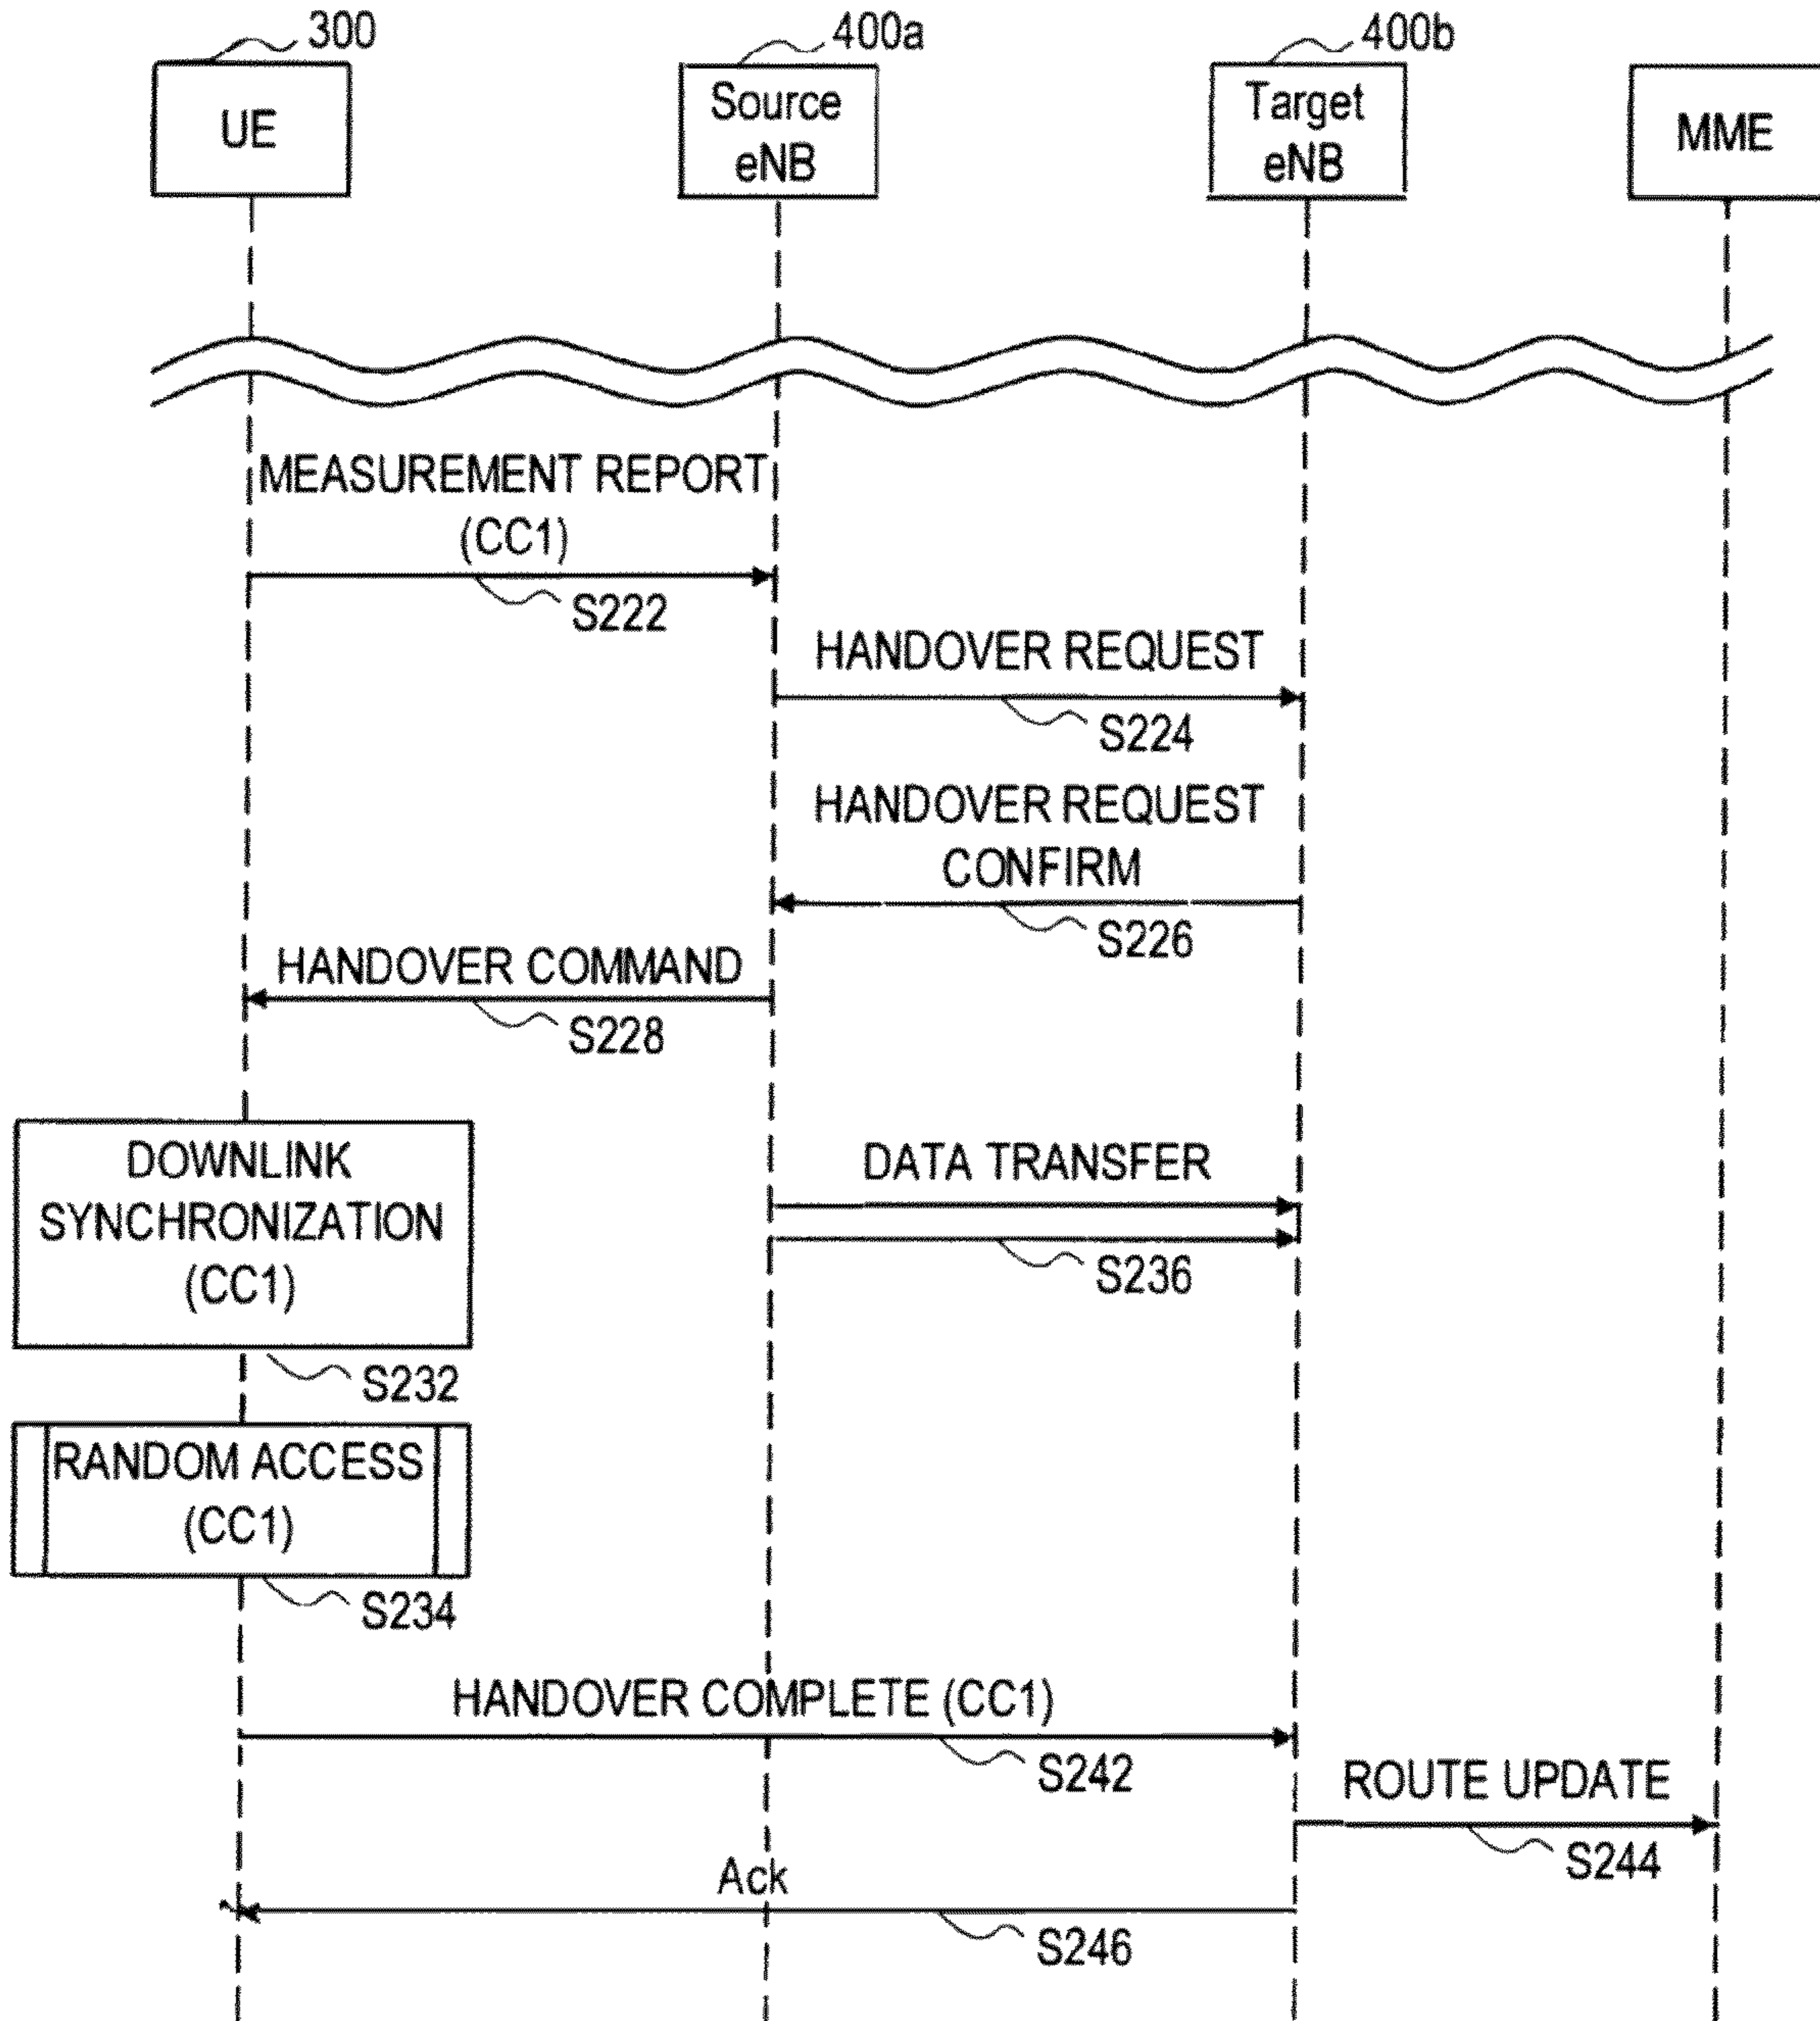 300
400a
400b
UE
Source
eNB
Target
eNB
MME
MEASUREMENT REPORT
(CC1)
S222
HANDOVER REQUEST
S224
HANDOVER REQUEST
CONFIRM
S226
HANDOVER COMMAND
S228
DOWNLINK
SYNCHRONIZATION
(CC1)
S232
DATA TRANSFER
S236
RANDOM ACCESS
(CC1)
S234
HANDOVER COMPLETE (CC1)
S242
ROUTE UPDATE
S244
Ack
S246